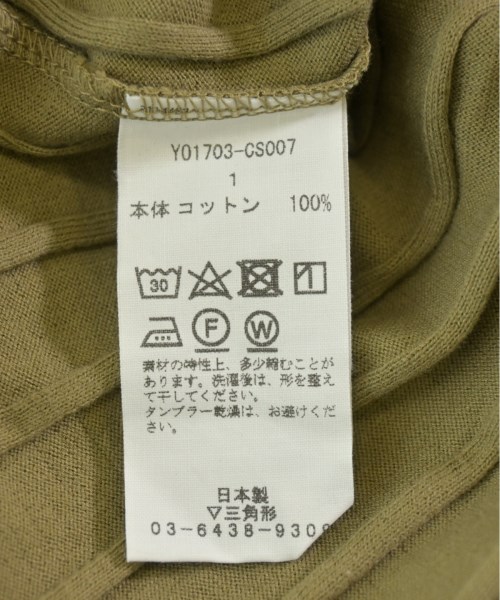 Y01703-CS007
1
本体 コットン 100%
30
F W
素材の特性上、多少縮むことが
あります。洗濯後は、形を整え
て干してください。
タンブラー乾燥は、お避けくださ
い。
日本製
▽三角形
03-6438-930